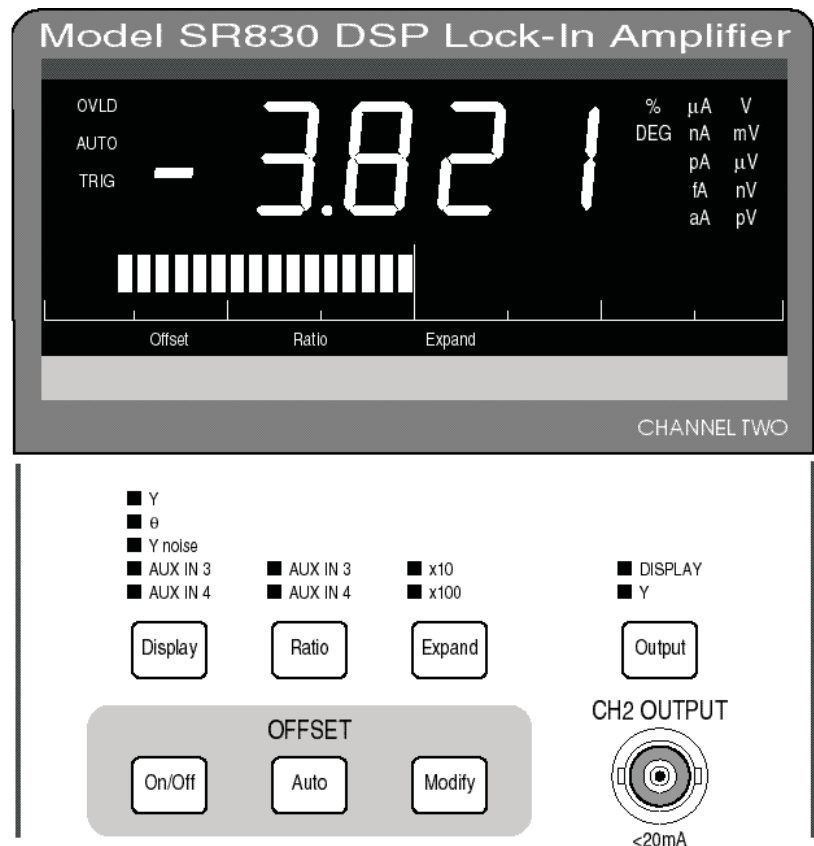 Model SR830 DSP Lock-In Amplifier
OVLD
AUTO
TRIG
- 3.821
% µA V
DEG nA mV
pA µV
fA nV
aA pV
Offset Ratio Expand
CHANNEL TWO
Y
θ
Y noise
AUX IN 3 AUX IN 3 x10 DISPLAY
AUX IN 4 AUX IN 4 x100 Y
Display Ratio Expand Output
CH2 OUTPUT
OFFSET
On/Off Auto Modify
<20mA